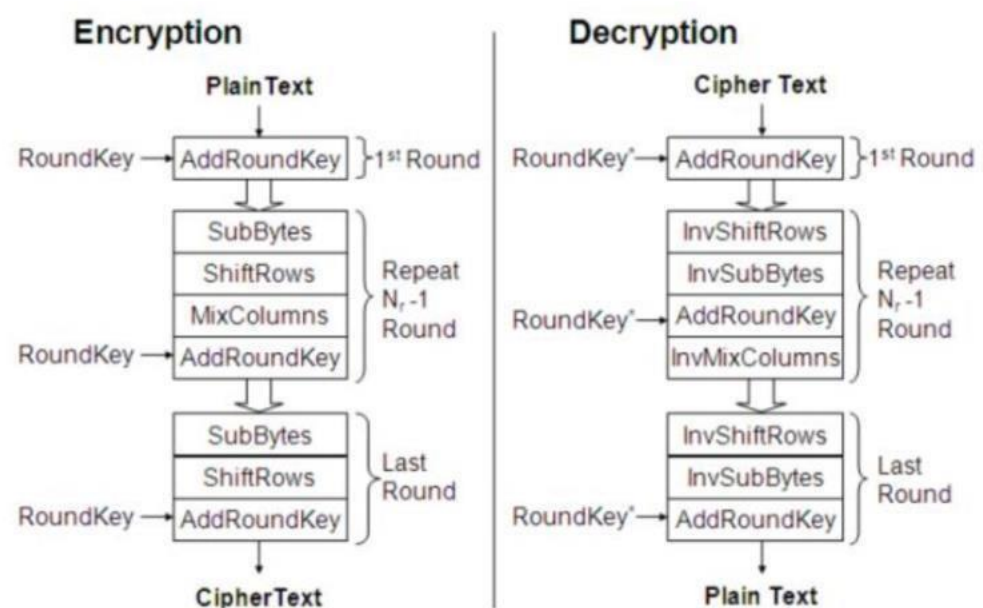 Encryption
PlainText
RoundKey
AddRoundKey
1st Round
SubBytes
ShiftRows
MixColumns
RoundKey
AddRoundKey
Repeat
Nr -1
Round
SubBytes
ShiftRows
RoundKey
AddRoundKey
Last
Round
CipherText
Decryption
Cipher Text
RoundKey*
AddRoundKey
1st Round
InvShiftRows
InvSubBytes
RoundKey*
AddRoundKey
InvMixColumns
Repeat
Nr -1
Round
InvShiftRows
InvSubBytes
RoundKey*
AddRoundKey
Last
Round
Plain Text